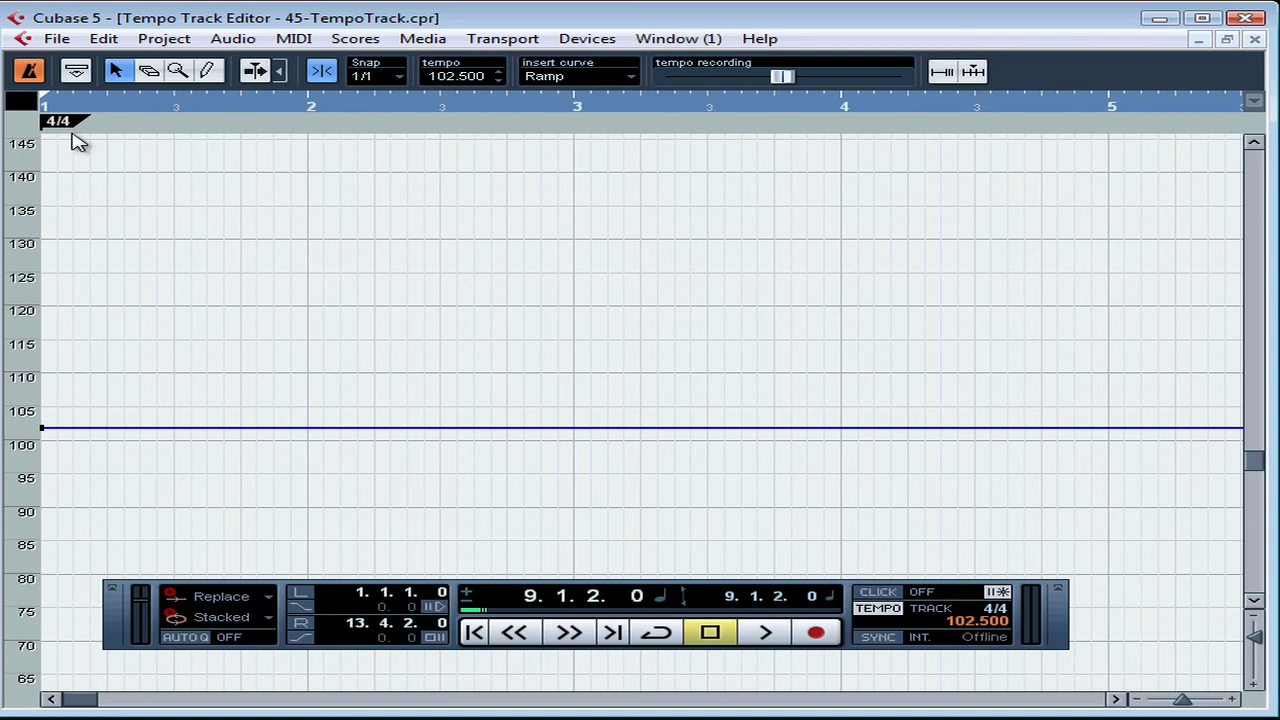 Cubase 5 - [Tempo Track Editor - 45-TempoTrack.cpr]
File Edit Project Audio MIDI Scores Media Transport Devices Window (1) Help
Snap tempo insert curve tempo recording
1/1 102.500 Ramp
1 3 2 3 3 3 4 3 5
4/4
145
140
135
130
125
120
115
110
105
100
95
90
85
80
75
70
65
Replace
Stacked
AUTO Q OFF
L 1. 1. 1. 0
0. 0
R 13. 4. 2. 0
0. 0
9. 1. 2. 0 9. 1. 2. 0
CLICK OFF
TEMPO TRACK 4/4
102.500
SYNC INT. Offline